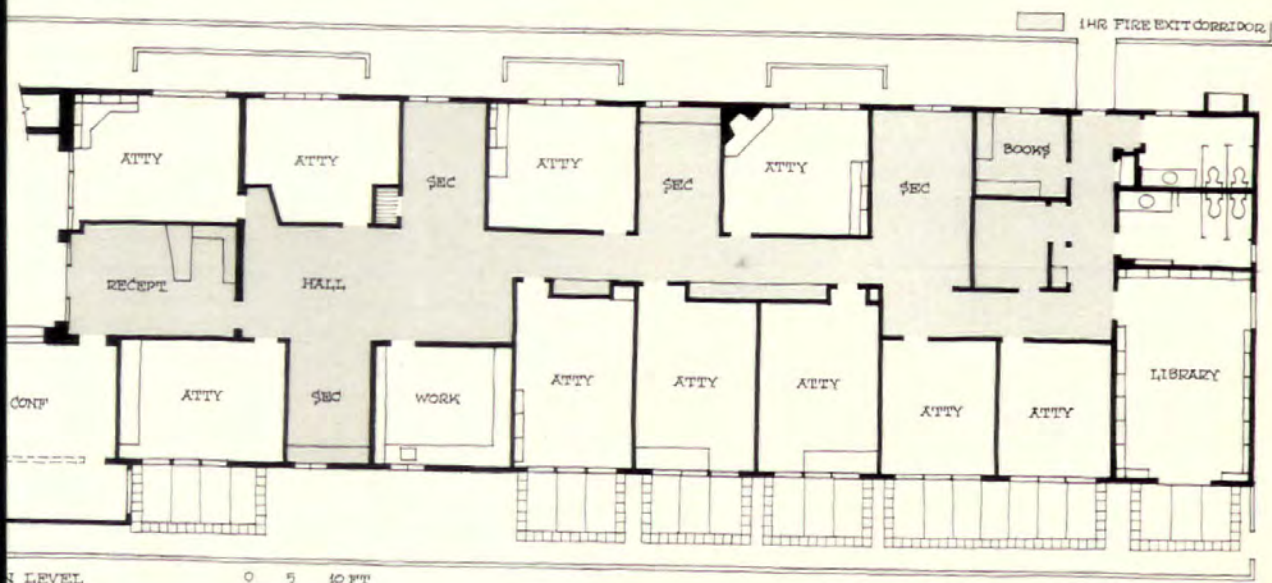 1HR FIRE EXIT CORRIDOR
ATTY
ATTY
SEC
ATTY
SEC
ATTY
SEC
BOOKS
RECEPT
HALL
CONF
ATTY
SEC
WORK
ATTY
ATTY
ATTY
ATTY
ATTY
LIBRARY
LEVEL
0 5 10 FT